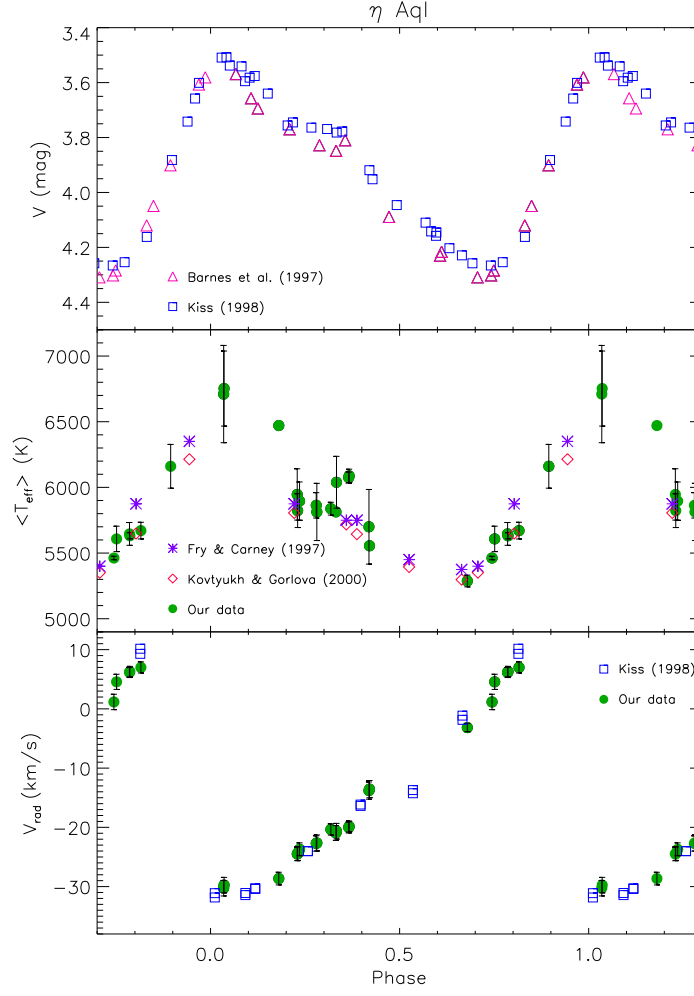 η Aql
3.4
3.6
3.8
4.0
4.2
4.4
V (mag)
Barnes et al. (1997)
Kiss (1998)
7000
6500
6000
5500
5000
<T_eff> (K)
Fry & Carney (1997)
Kovtyukh & Gorlova (2000)
Our data
10
0
-10
-20
-30
V_rad (km/s)
Kiss (1998)
Our data
0.0 0.5 1.0
Phase